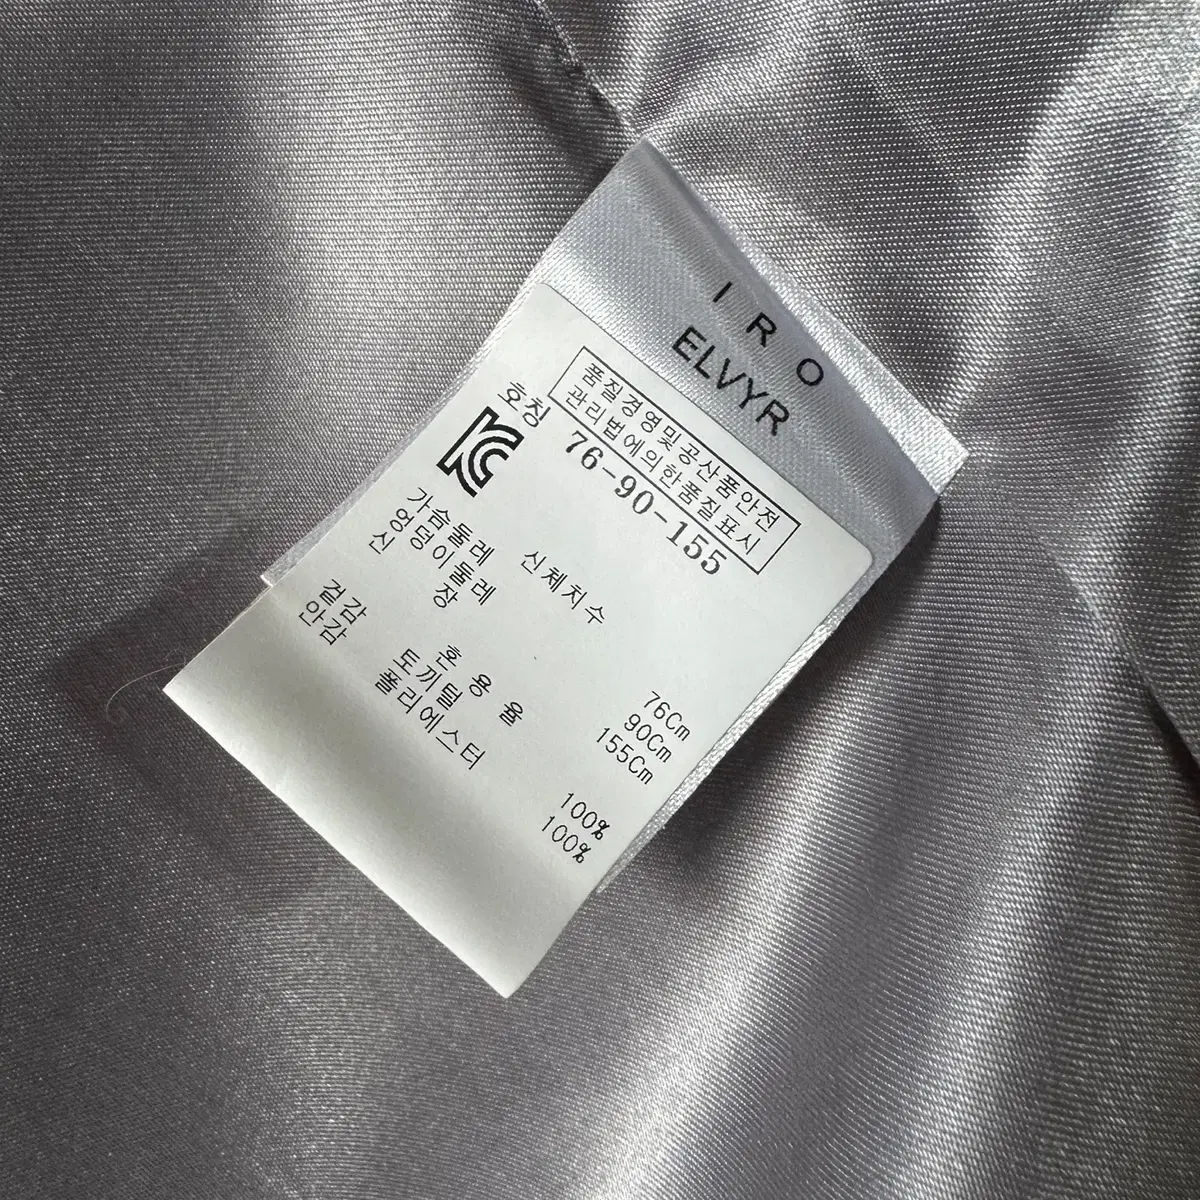 I R O
ELVYR
품질경영및공산품안전
관리법에의한품질표시
호칭 76-90-155
신체치수
가슴둘레 76Cm
엉덩이둘레 90Cm
신 장 155Cm
혼 용 율
겉감 토끼털 100%
안감 폴리에스터 100%